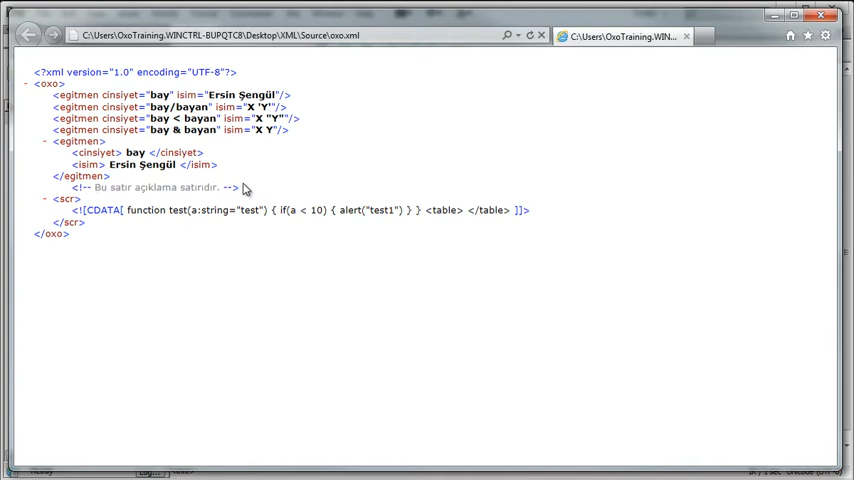 C:\Users\OxoTraining.WINCTRL-BUPQTC8\Desktop\XML\Source\oxo.xml
C:\Users\OxoTraining.WIN...
<?xml version="1.0" encoding="UTF-8"?>
- <oxo>
<egitmen cinsiyet="bay" isim="Ersin Şengül"/>
<egitmen cinsiyet="bay/bayan" isim="X 'Y'"/>
<egitmen cinsiyet="bay < bayan" isim="X "Y""/>
<egitmen cinsiyet="bay & bayan" isim="X Y"/>
- <egitmen>
<cinsiyet> bay </cinsiyet>
<isim> Ersin Şengül </isim>
</egitmen>
<!-- Bu satır açıklama satırıdır. -->
- <scr>
<![CDATA[ function test(a:string="test") { if(a < 10) { alert("test1") } } <table> </table> ]]>
</scr>
</oxo>